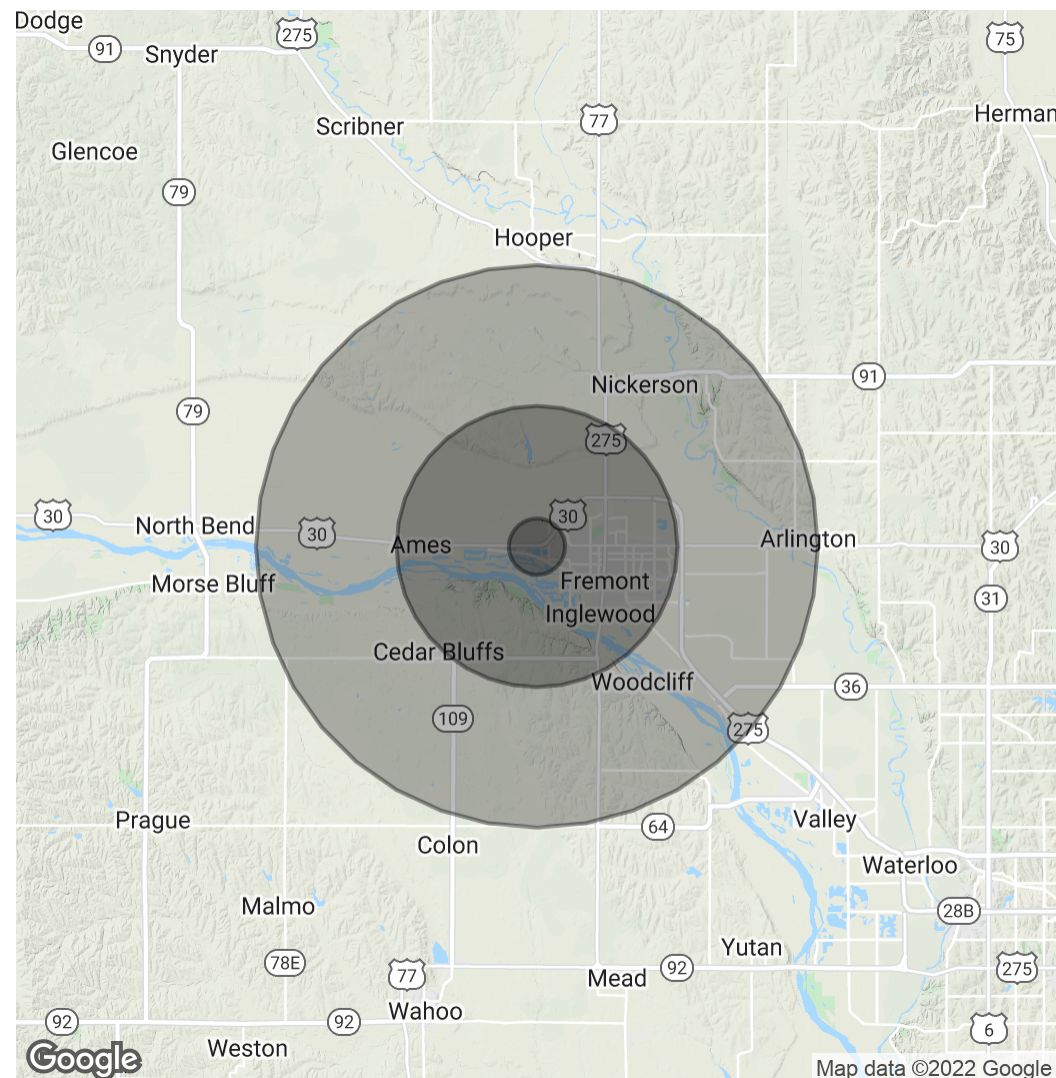 Dodge
91
Snyder
275
75
Scribner
77
Herman
Glencoe
79
Hooper
Nickerson
91
79
275
30
North Bend
30
30
Ames
Arlington
30
Morse Bluff
Fremont
31
Inglewood
Cedar Bluffs
Woodcliff
36
109
275
Prague
Valley
64
Colon
Waterloo
Malmo
28B
Yutan
78E
77
Mead
92
275
Wahoo
92
92
6
Weston
Google
Map data ©2022 Google